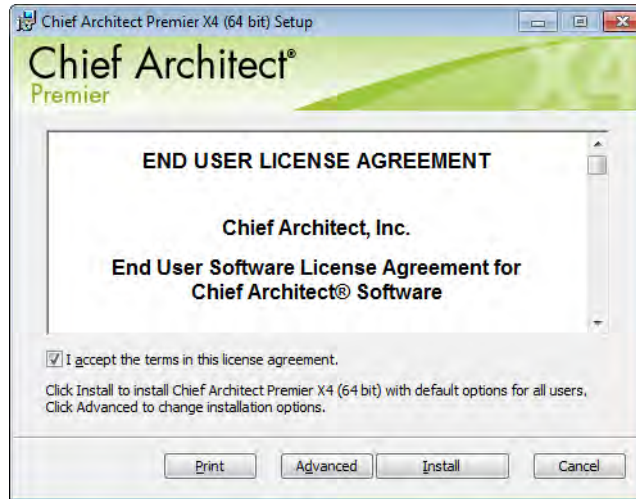 Chief Architect Premier X4 (64 bit) Setup
Chief Architect®
Premier
X4
END USER LICENSE AGREEMENT
Chief Architect, Inc.
End User Software License Agreement for
Chief Architect® Software
I accept the terms in this license agreement.
Click Install to install Chief Architect Premier X4 (64 bit) with default options for all users.
Click Advanced to change installation options.
Print
Advanced
Install
Cancel